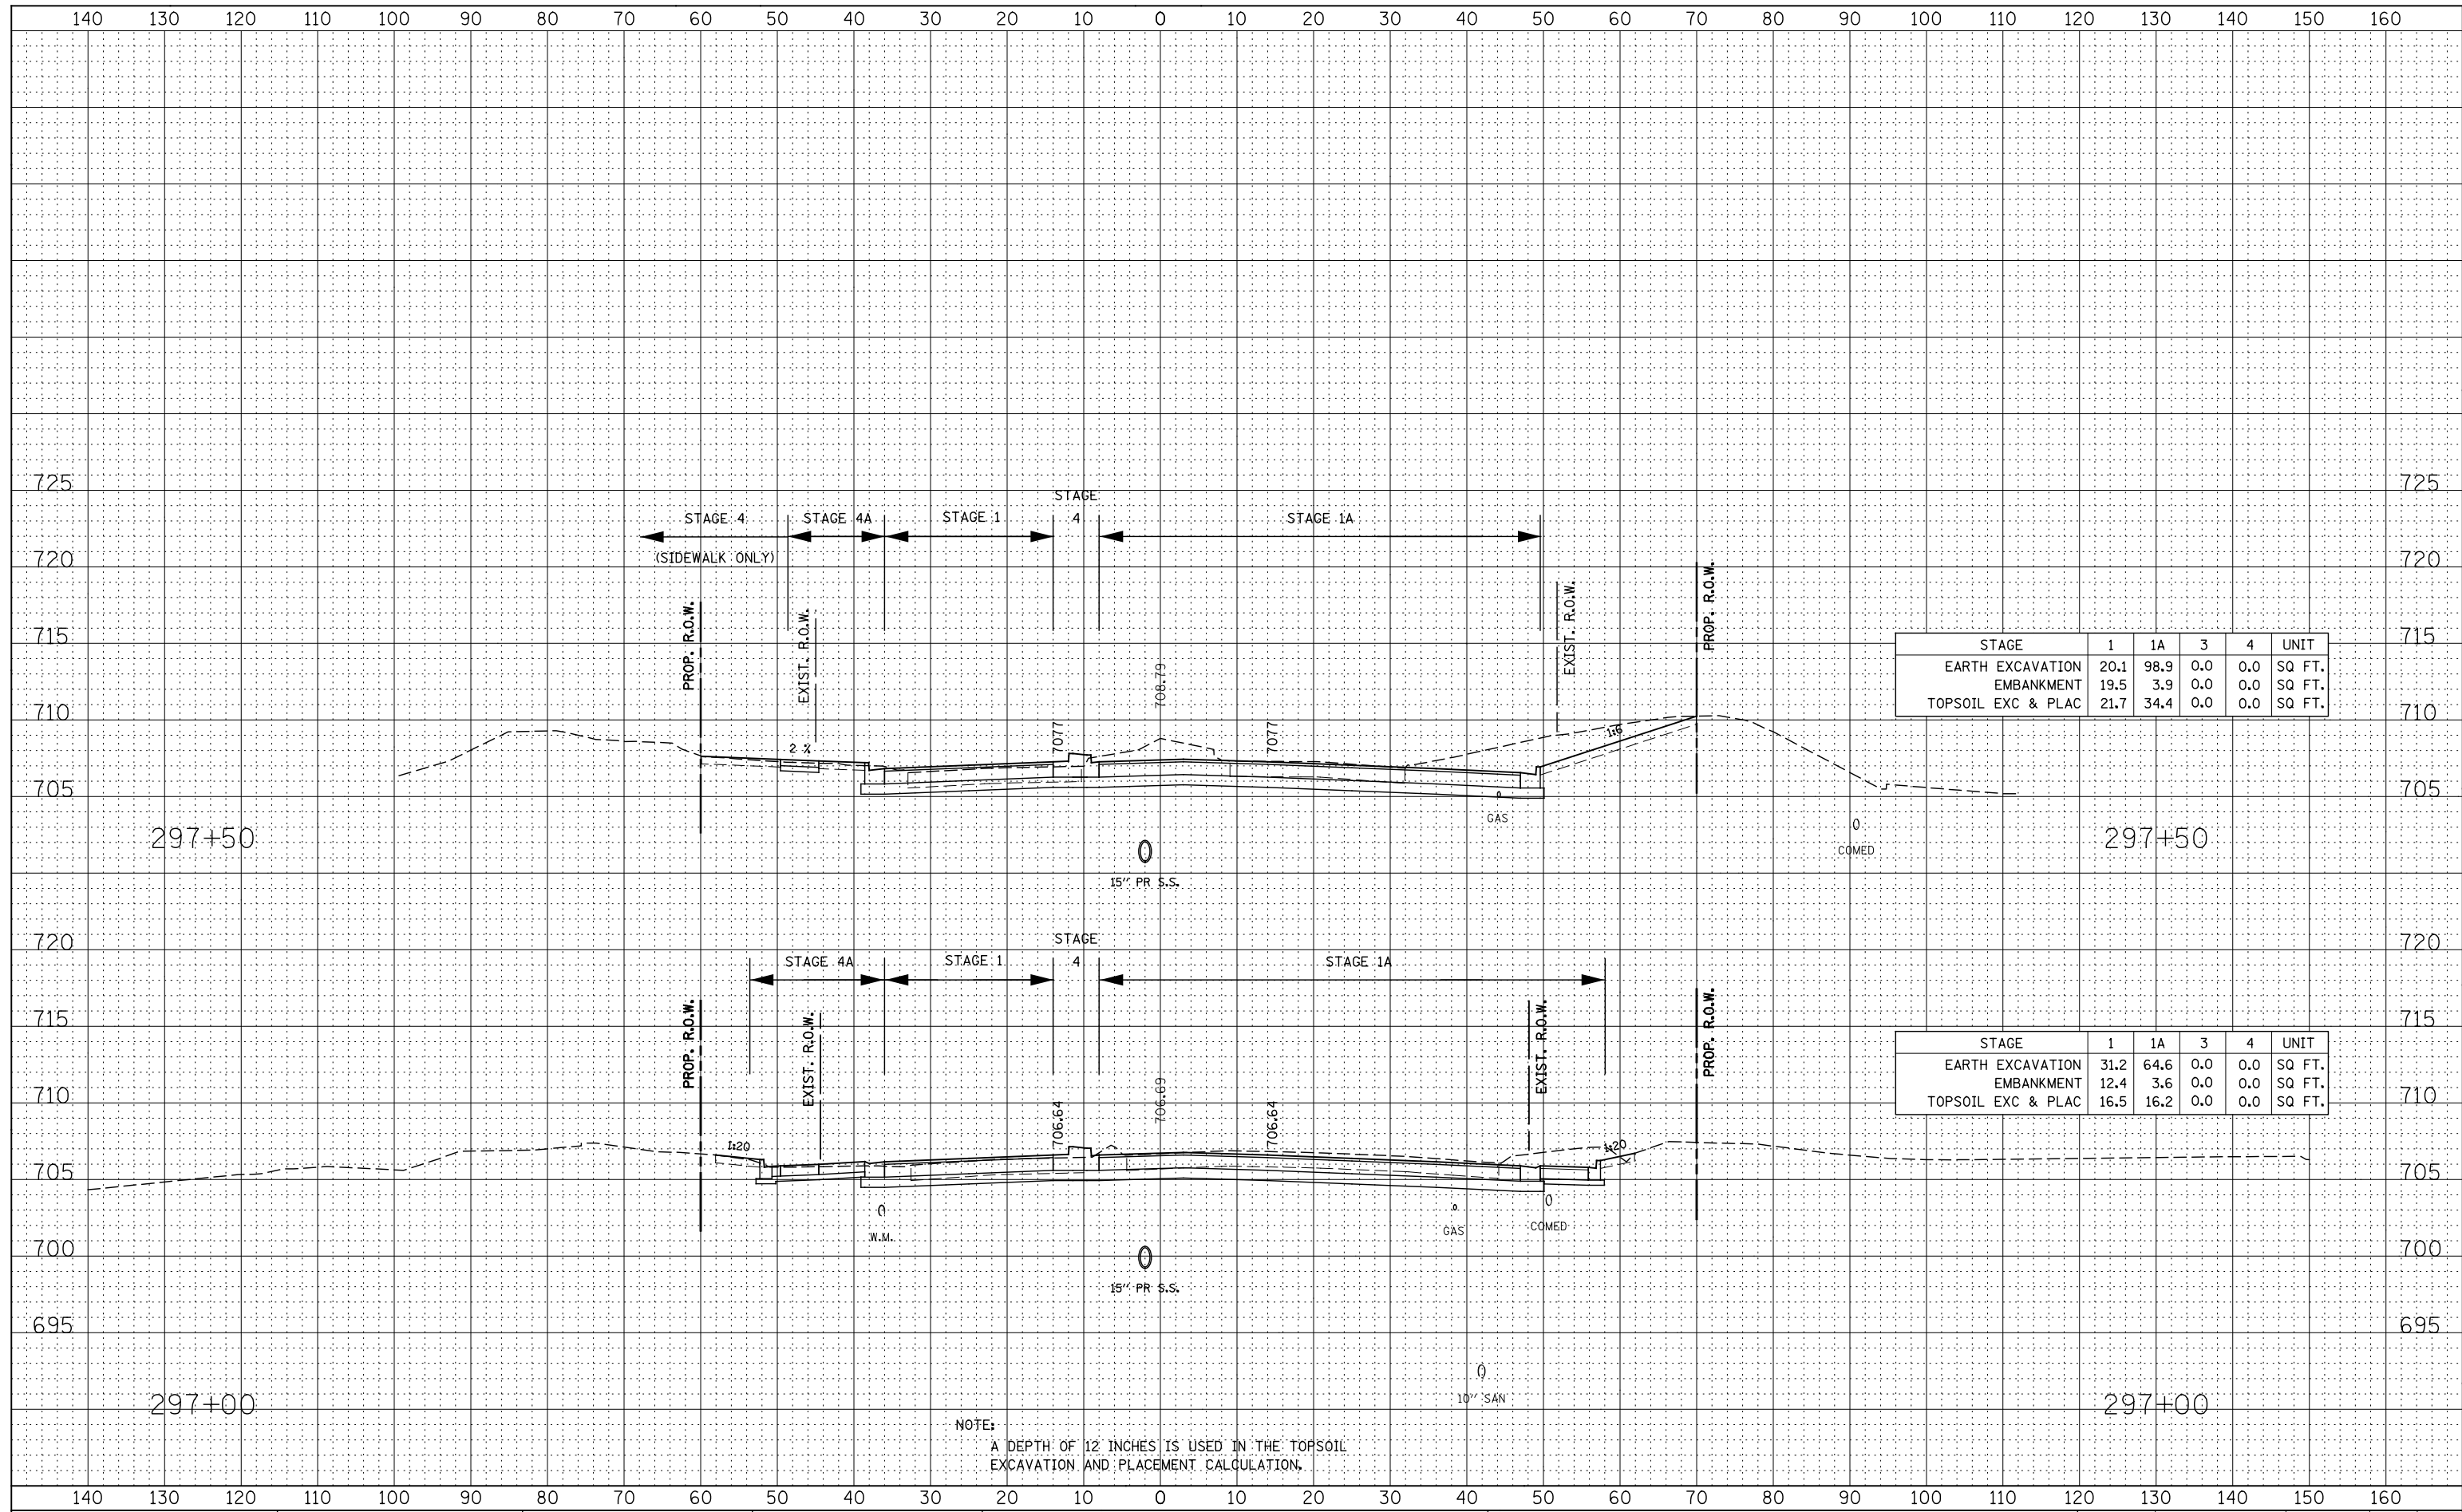 140 130 120 110 100 90 80 70 60 50 40 30 20 10 0 10 20 30 40 50 60 70 80 90 100 110 120 130 140 150 160
725 725
STAGE
STAGE 4 STAGE 4A STAGE 1 4 STAGE 1A
(SIDEWALK ONLY)
720 720
PROP. R.O.W.
EXIST. R.O.W.
EXIST. R.O.W.
PROP. R.O.W.
715 715
STAGE 1 1A 3 4 UNIT
EARTH EXCAVATION 20.1 98.9 0.0 0.0 SQ FT.
EMBANKMENT 19.5 3.9 0.0 0.0 SQ FT.
TOPSOIL EXC & PLAC 21.7 34.4 0.0 0.0 SQ FT.
708.79
710 710
7077
7077
2 %
1:6
705 705
GAS
297+50 297+50
COMED
15" PR S.S.
720 720
STAGE
STAGE 4A STAGE 1 4 STAGE 1A
PROP. R.O.W.
EXIST. R.O.W.
EXIST. R.O.W.
PROP. R.O.W.
715 715
STAGE 1 1A 3 4 UNIT
EARTH EXCAVATION 31.2 64.6 0.0 0.0 SQ FT.
EMBANKMENT 12.4 3.6 0.0 0.0 SQ FT.
TOPSOIL EXC & PLAC 16.5 16.2 0.0 0.0 SQ FT.
710 710
706.64
706.69
706.64
1:20
1:20
705 705
W.M.
GAS
COMED
700 700
15" PR S.S.
695 695
10" SAN
297+00 297+00
NOTE:
A DEPTH OF 12 INCHES IS USED IN THE TOPSOIL
EXCAVATION AND PLACEMENT CALCULATION.
140 130 120 110 100 90 80 70 60 50 40 30 20 10 0 10 20 30 40 50 60 70 80 90 100 110 120 130 140 150 160